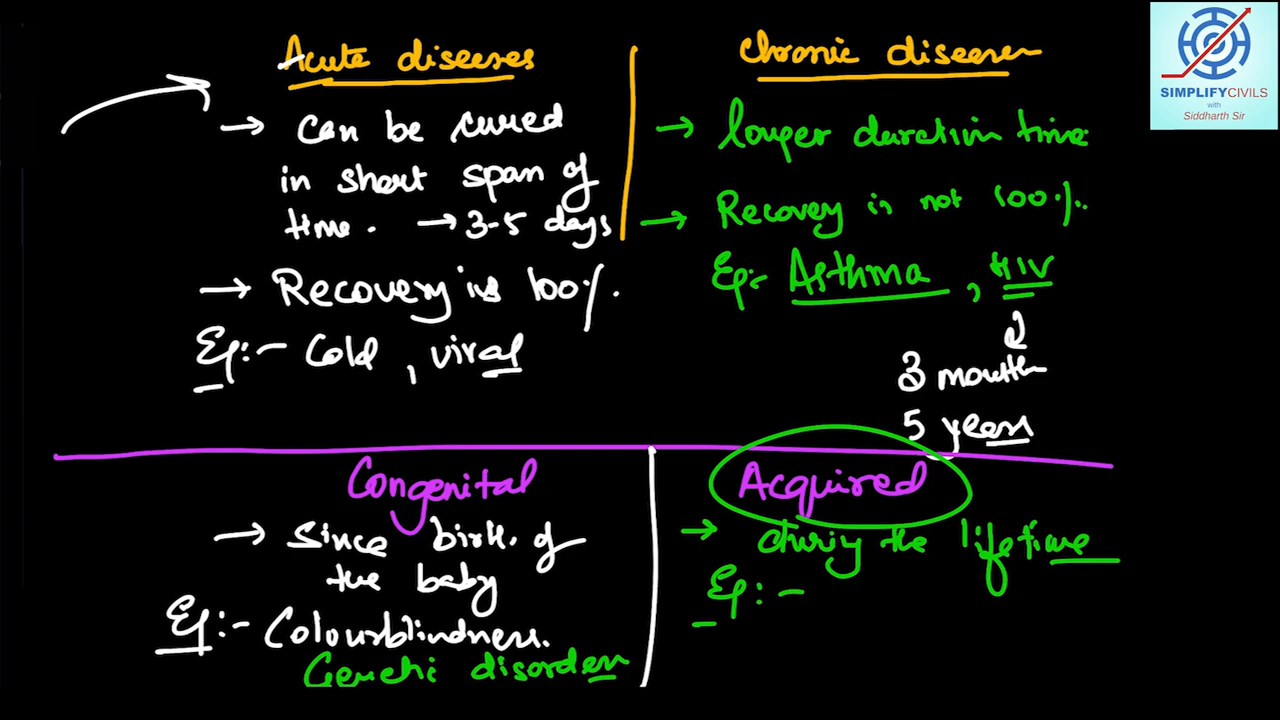 Acute diseases
→ Can be cured
in short span of
time. → 3-5 days
→ Recovery is 100%.
Eg:- Cold, viral
Chronic diseases
→ longer duration time
→ Recovery is not 100%.
Eg:- Asthma, HIV
3 months
5 years
Congenital
→ Since birth of
the baby
Eg:- Colourblindness.
Genetic disorder
Acquired
→ during the lifetime
Eg:-
SIMPLIFYCIVILS
with
Siddharth Sir